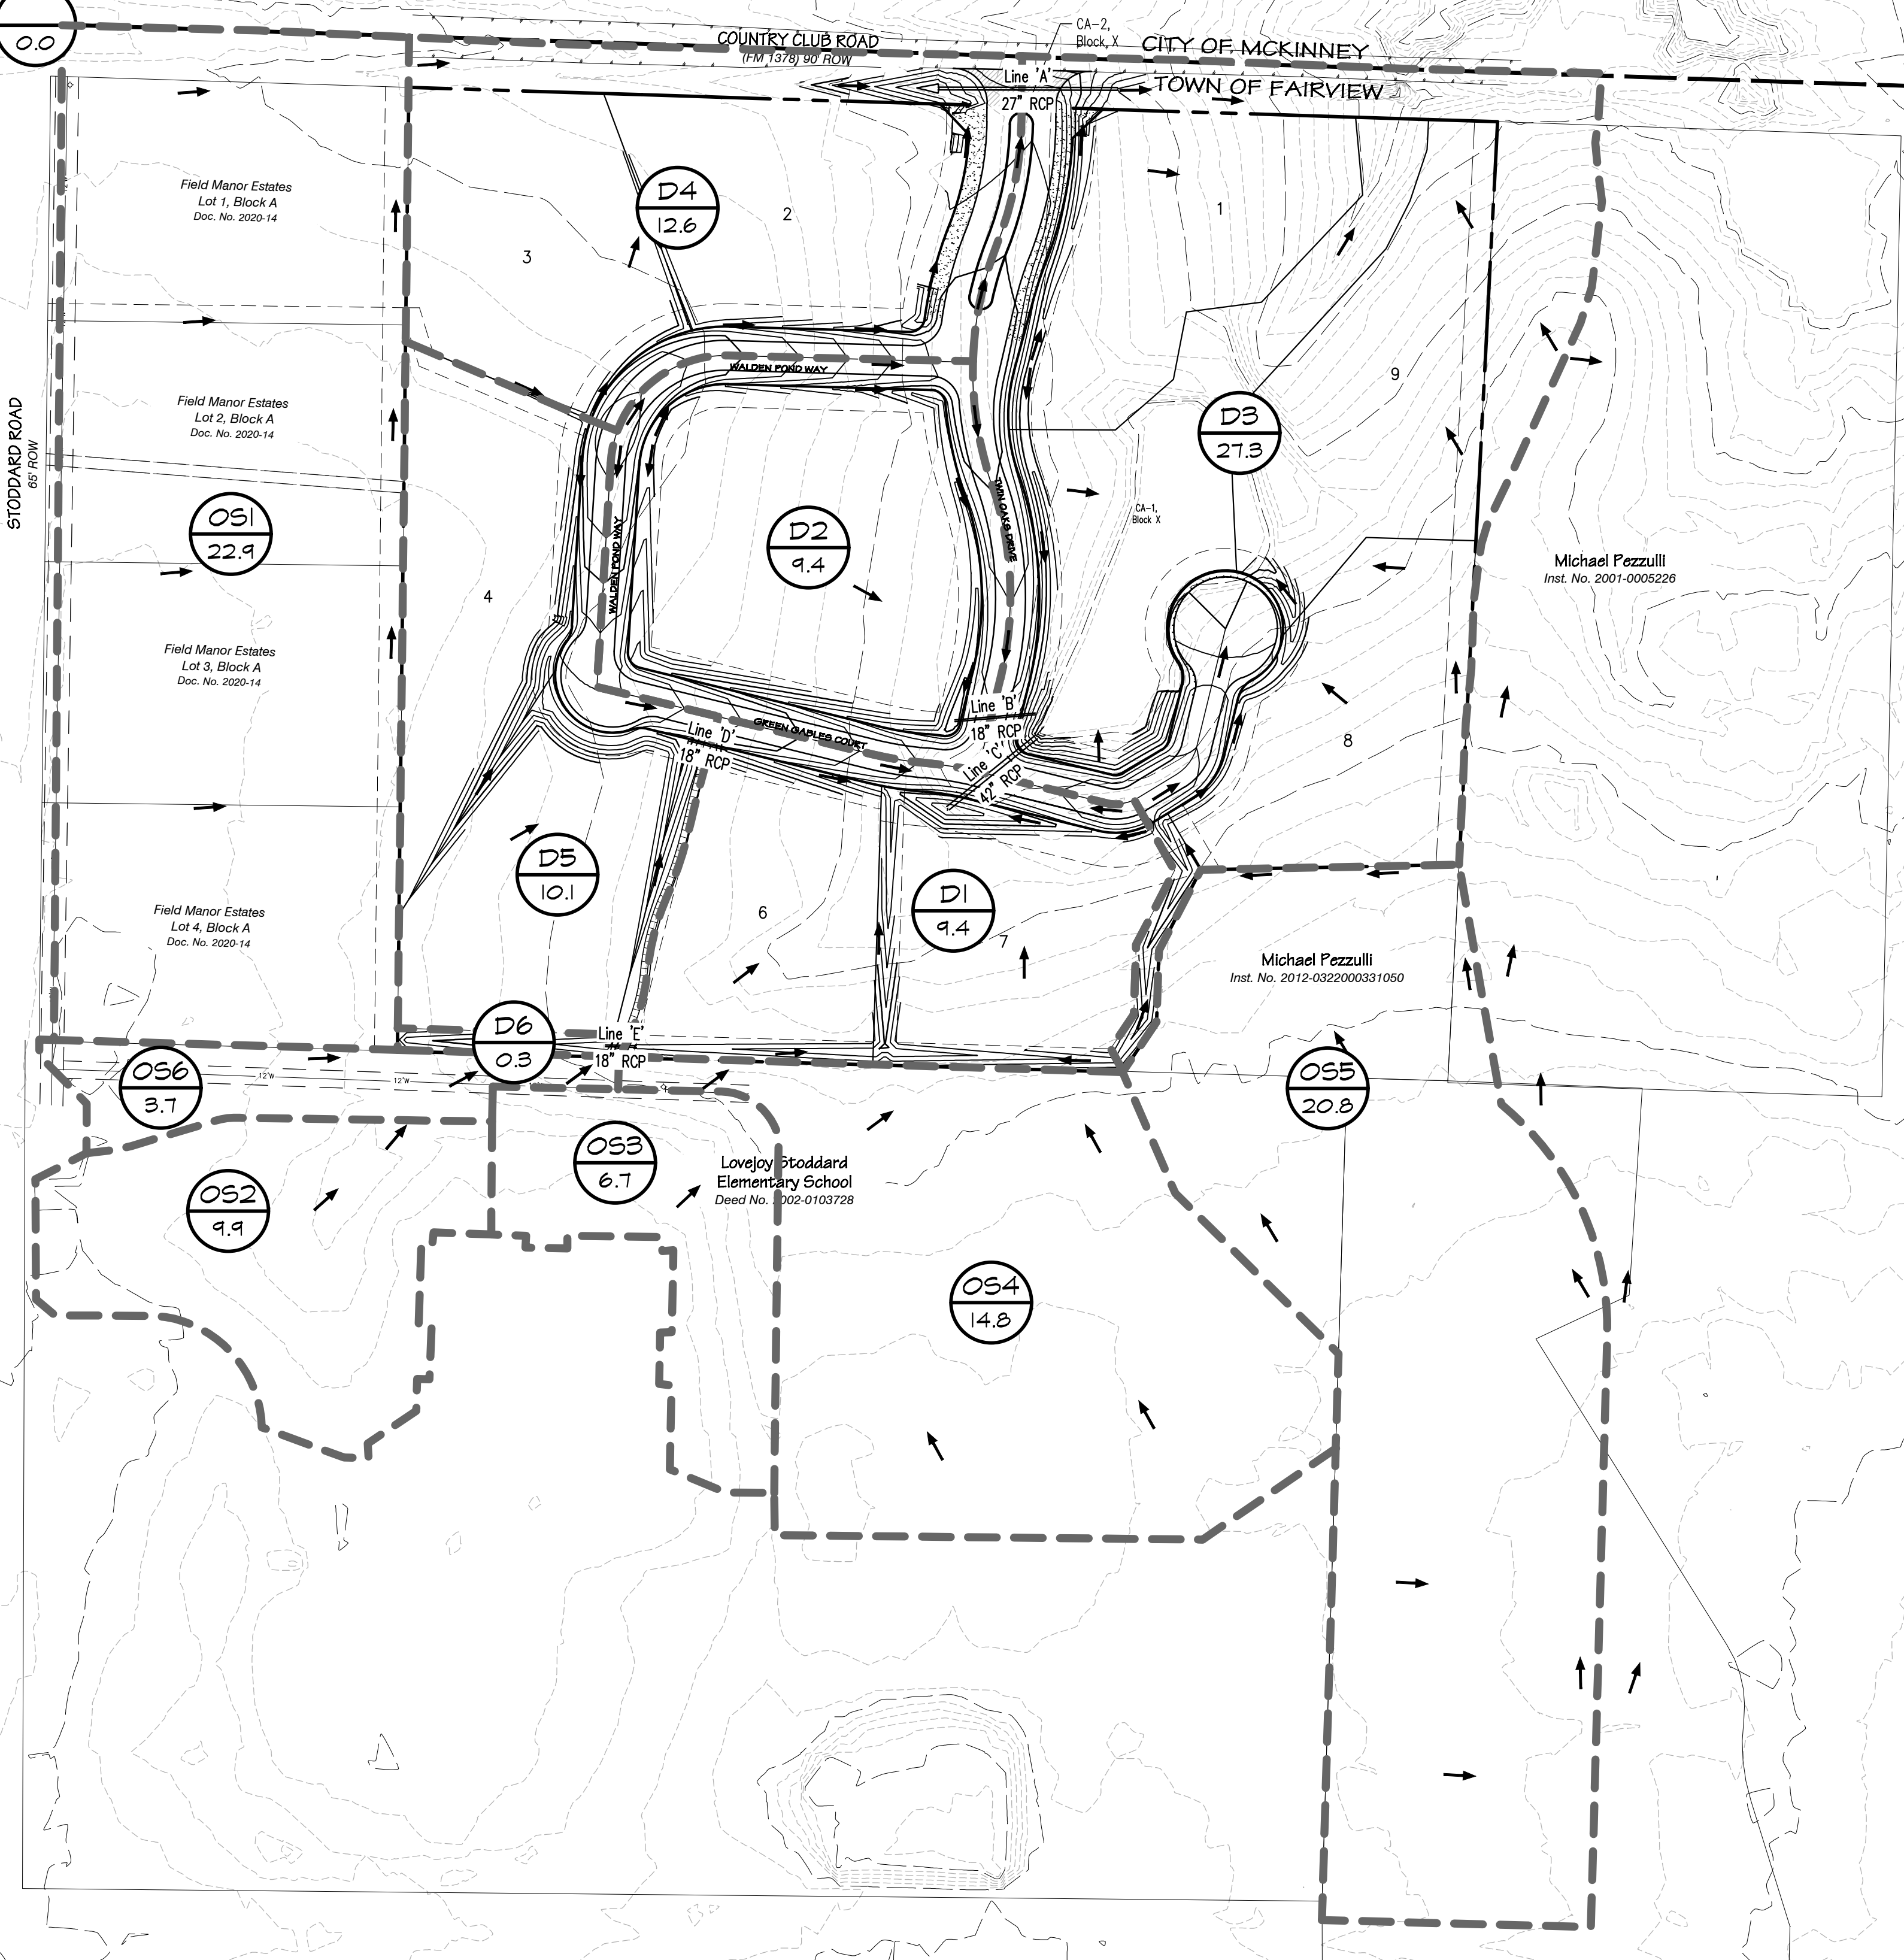 0.0
COUNTRY CLUB ROAD
(FM 1378) 90' ROW
CA-2,
Block, X
CITY OF MCKINNEY
TOWN OF FAIRVIEW
Line 'A'
27" RCP
Field Manor Estates
Lot 1, Block A
Doc. No. 2020-14
D4
12.6
2
1
3
WALDEN POND WAY
Field Manor Estates
Lot 2, Block A
Doc. No. 2020-14
D3
27.3
9
STODDARD ROAD
65' ROW
OS1
22.9
D2
9.4
TWIN OAKS DRIVE
CA-1,
Block X
WALDEN POND WAY
Michael Pezzulli
Inst. No. 2001-0005226
4
Field Manor Estates
Lot 3, Block A
Doc. No. 2020-14
Line 'B'
18" RCP
GREEN GABLES COURT
Line 'D'
18" RCP
Line 'C'
42" RCP
8
D5
10.1
6
D1
9.4
7
Field Manor Estates
Lot 4, Block A
Doc. No. 2020-14
Michael Pezzulli
Inst. No. 2012-0322000331050
D6
0.3
Line 'E'
18" RCP
12"W
12"W
OS6
3.7
OS5
20.8
OS3
6.7
Lovejoy Stoddard
Elementary School
Deed No. 2002-0103728
OS2
9.9
OS4
14.8